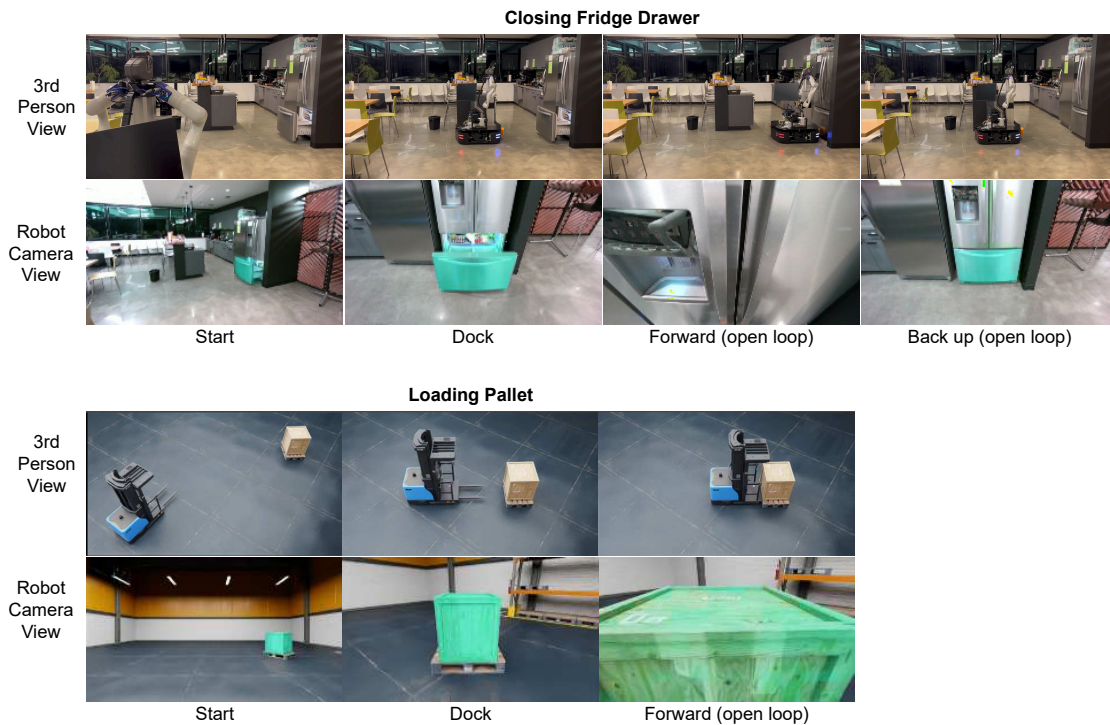 Closing Fridge Drawer
3rd
Person
View
Robot
Camera
View
Start
Dock
Forward (open loop)
Back up (open loop)
Loading Pallet
3rd
Person
View
Robot
Camera
View
Start
Dock
Forward (open loop)